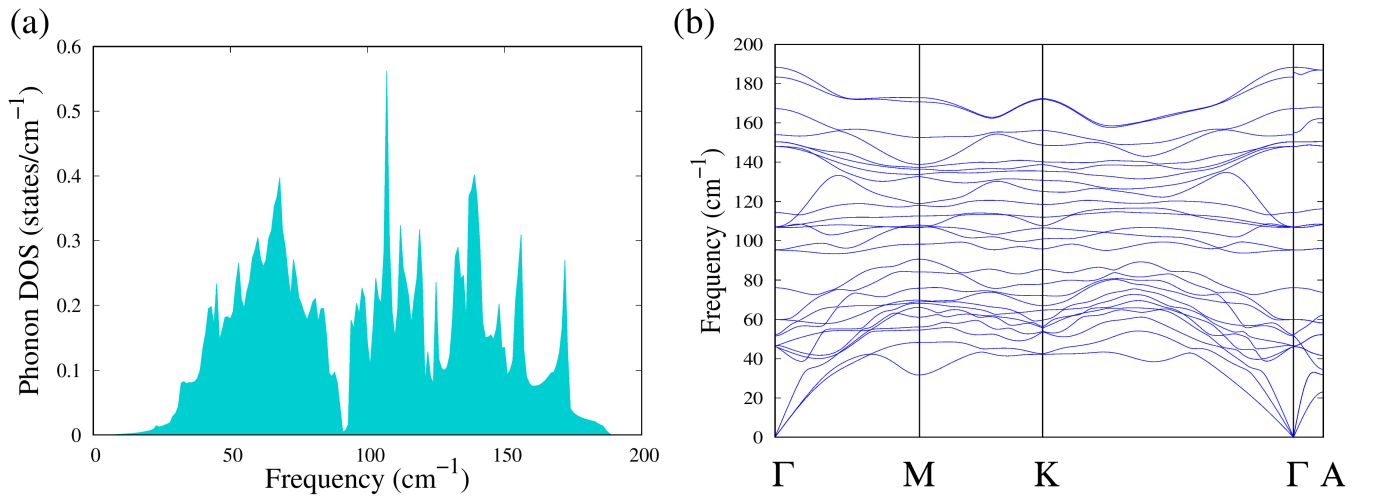 (a)
Phonon DOS (states/cm⁻¹)
0.6
0.5
0.4
0.3
0.2
0.1
0
0 50 100 150 200
Frequency (cm⁻¹)
(b)
Frequency (cm⁻¹)
200
180
160
140
120
100
80
60
40
20
0
Γ M K Γ A